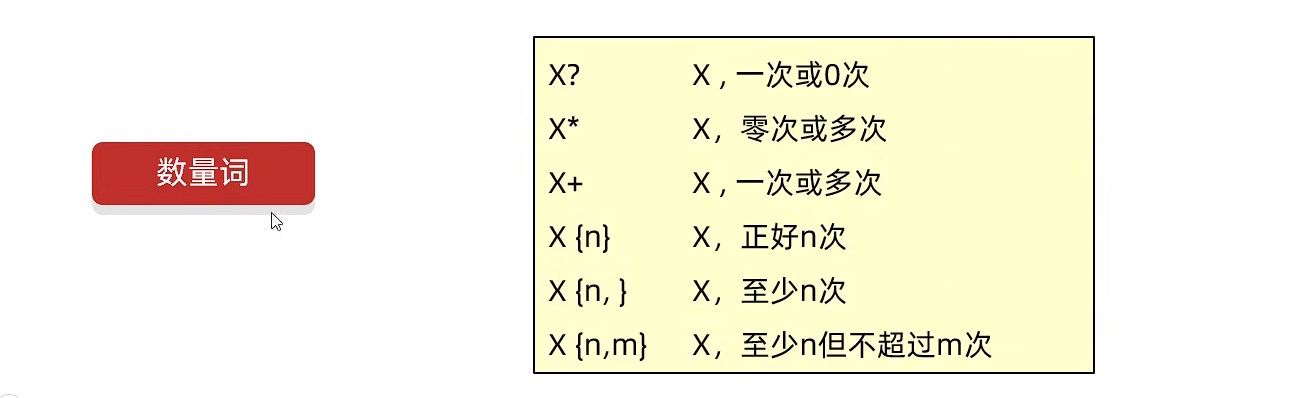 数量词
X? X , 一次或0次
X* X，零次或多次
X+ X , 一次或多次
X {n} X，正好n次
X {n, } X，至少n次
X {n,m} X，至少n但不超过m次